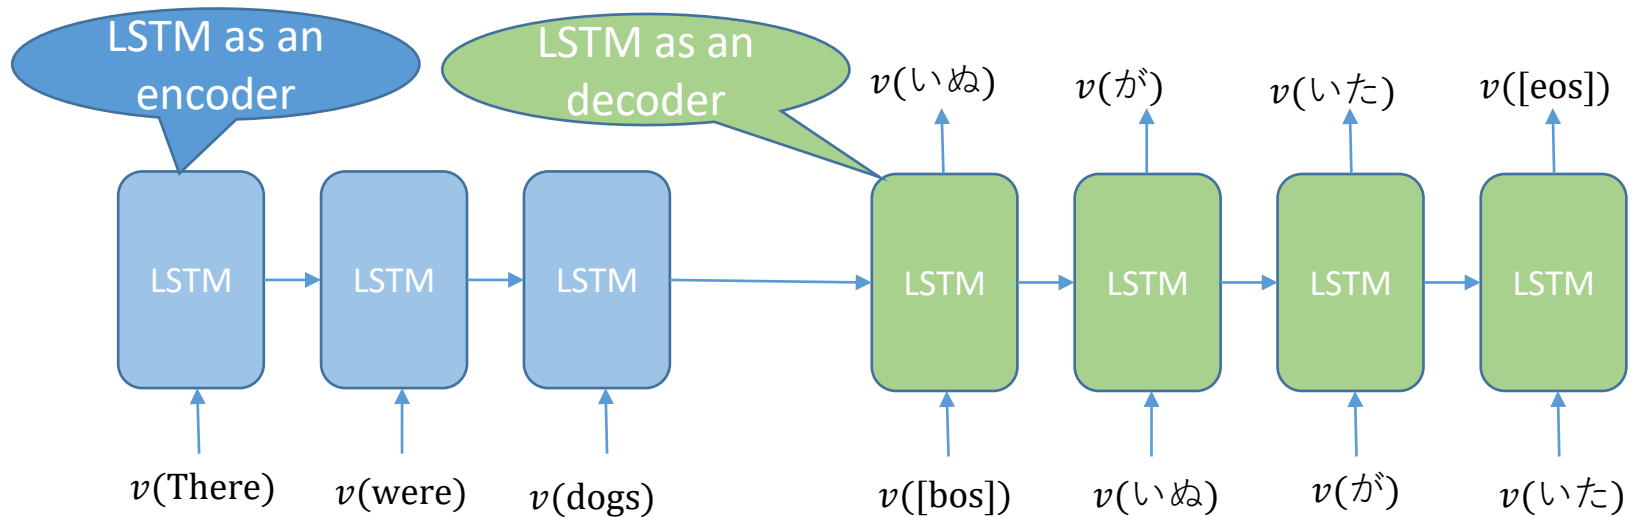 LSTM as an
encoder
LSTM as an
decoder
v(いぬ)
v(が)
v(いた)
v([eos])
LSTM
LSTM
LSTM
LSTM
LSTM
LSTM
LSTM
v(There)
v(were)
v(dogs)
v([bos])
v(いぬ)
v(が)
v(いた)